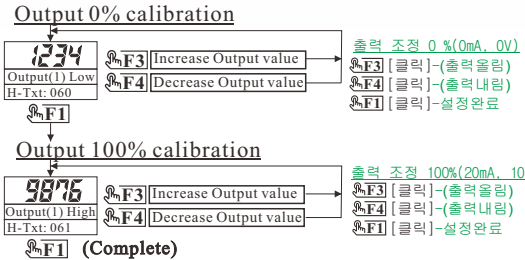 Output 0% calibration
1234
Output(1) Low
H-Txt: 060
F3 Increase Output value
F4 Decrease Output value
F1
출력 조정 0 %(0mA, 0V)
F3 [클릭]-(출력올림)
F4 [클릭]-(출력내림)
F1 [클릭]-설정완료
Output 100% calibration
9876
Output(1) High
H-Txt: 061
F3 Increase Output value
F4 Decrease Output value
F1 (Complete)
출력 조정 100%(20mA, 10
F3 [클릭]-(출력올림)
F4 [클릭]-(출력내림)
F1 [클릭]-설정완료